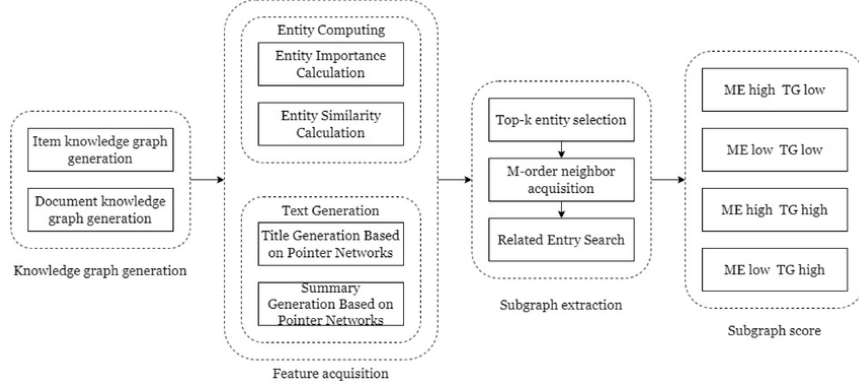 Item knowledge graph
generation
Document knowledge
graph generation
Knowledge graph generation
Entity Computing
Entity Importance
Calculation
Entity Similarity
Calculation
Text Generation
Title Generation Based
on Pointer Networks
Summary
Generation Based on
Pointer Networks
Feature acquisition
Top-k entity selection
M-order neighbor
acquisition
Related Entry Search
Subgraph extraction
ME high TG low
ME low TG low
ME high TG high
ME low TG high
Subgraph score